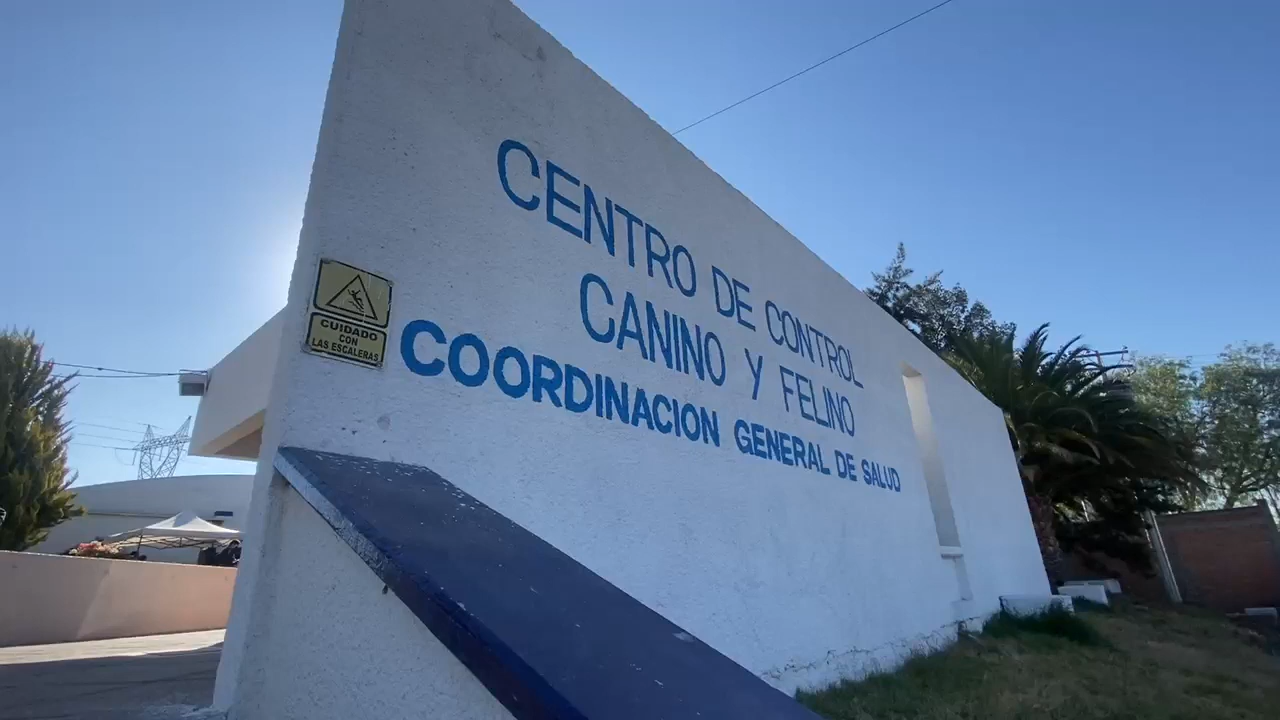 CENTRO DE CONTROL
CANINO Y FELINO
COORDINACION GENERAL DE SALUD
CUIDADO
CON
LAS ESCALERAS